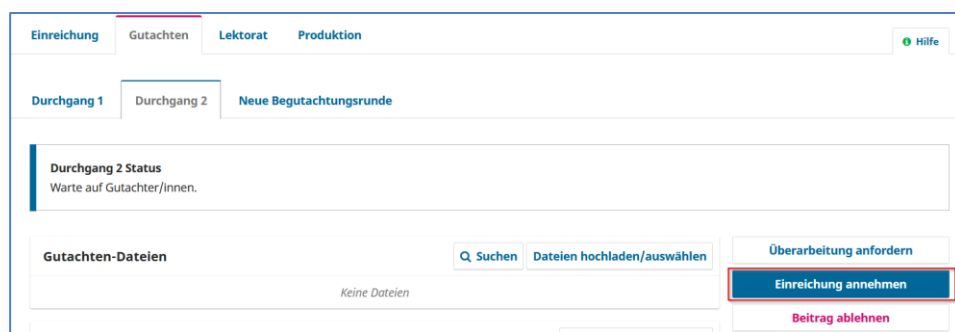 Einreichung Gutachten Lektorat Produktion
Hilfe
Durchgang 1 Durchgang 2 Neue Begutachtungsrunde
Durchgang 2 Status
Warte auf Gutachter/innen.
Gutachten-Dateien Suchen Dateien hochladen/auswählen
Keine Dateien
Überarbeitung anfordern
Einreichung annehmen
Beitrag ablehnen